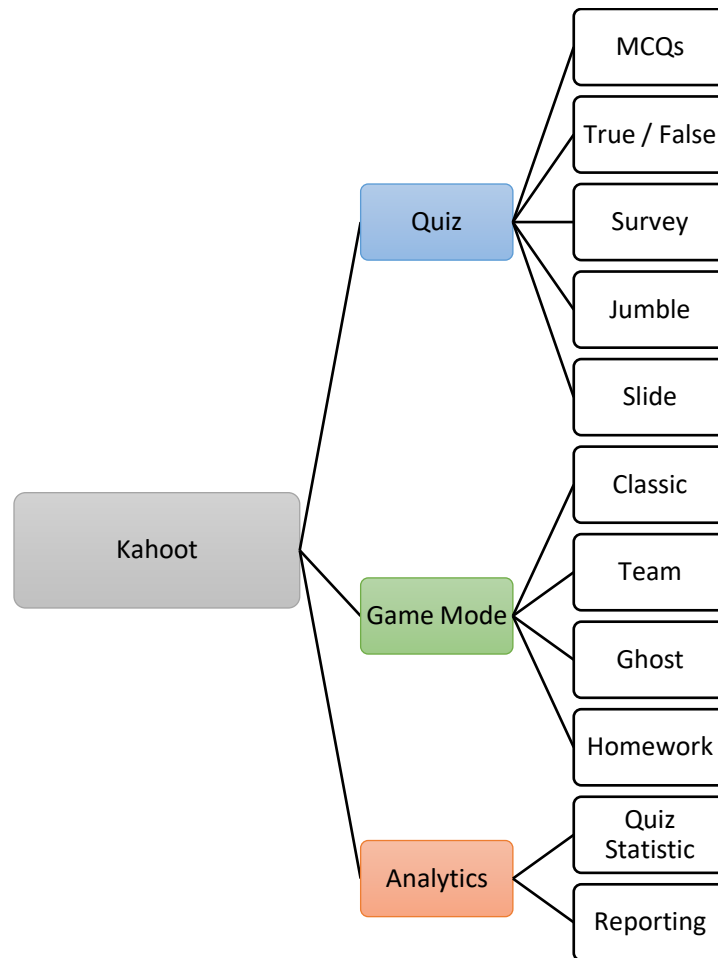 Kahoot
Quiz
MCQs
True / False
Survey
Jumble
Slide
Game Mode
Classic
Team
Ghost
Homework
Analytics
Quiz
Statistic
Reporting